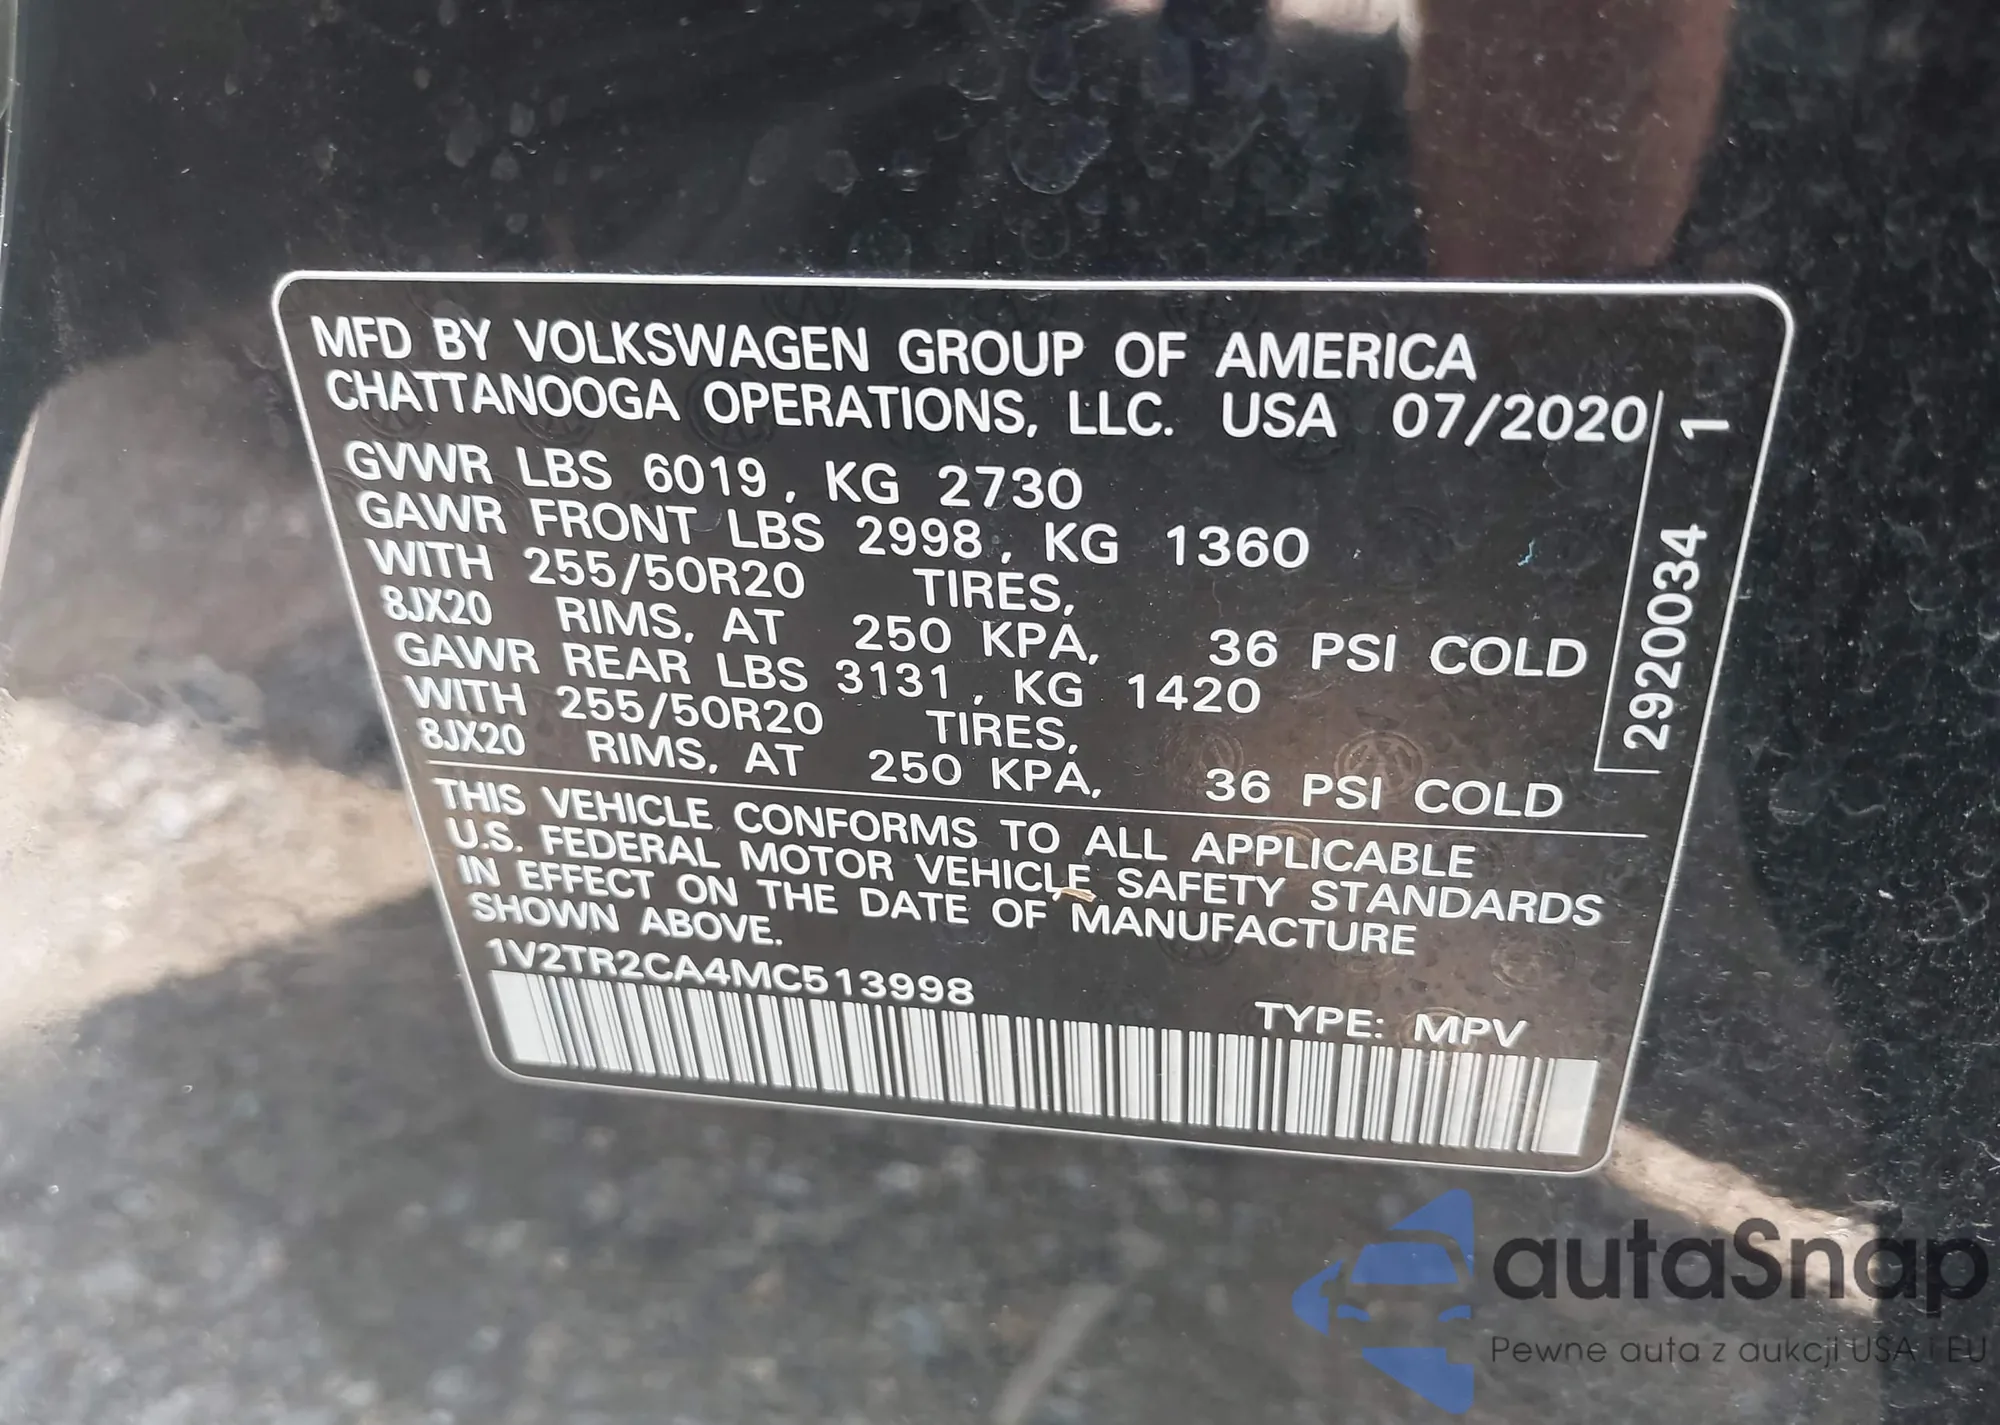 MFD BY VOLKSWAGEN GROUP OF AMERICA
CHATTANOOGA OPERATIONS, LLC. USA 07/2020
GVWR LBS 6019, KG 2730
GAWR FRONT LBS 2998, KG 1360
WITH 255/50R20 TIRES,
8JX20 RIMS, AT 250 KPA, 36 PSI COLD
GAWR REAR LBS 3131, KG 1420
WITH 255/50R20 TIRES,
8JX20 RIMS, AT 250 KPA, 36 PSI COLD
2920034 1
THIS VEHICLE CONFORMS TO ALL APPLICABLE
U.S. FEDERAL MOTOR VEHICLE SAFETY STANDARDS
IN EFFECT ON THE DATE OF MANUFACTURE
SHOWN ABOVE.
1V2TR2CA4MC513998
TYPE: MPV
autaSnap
Pewne auta z aukcji USA i EU